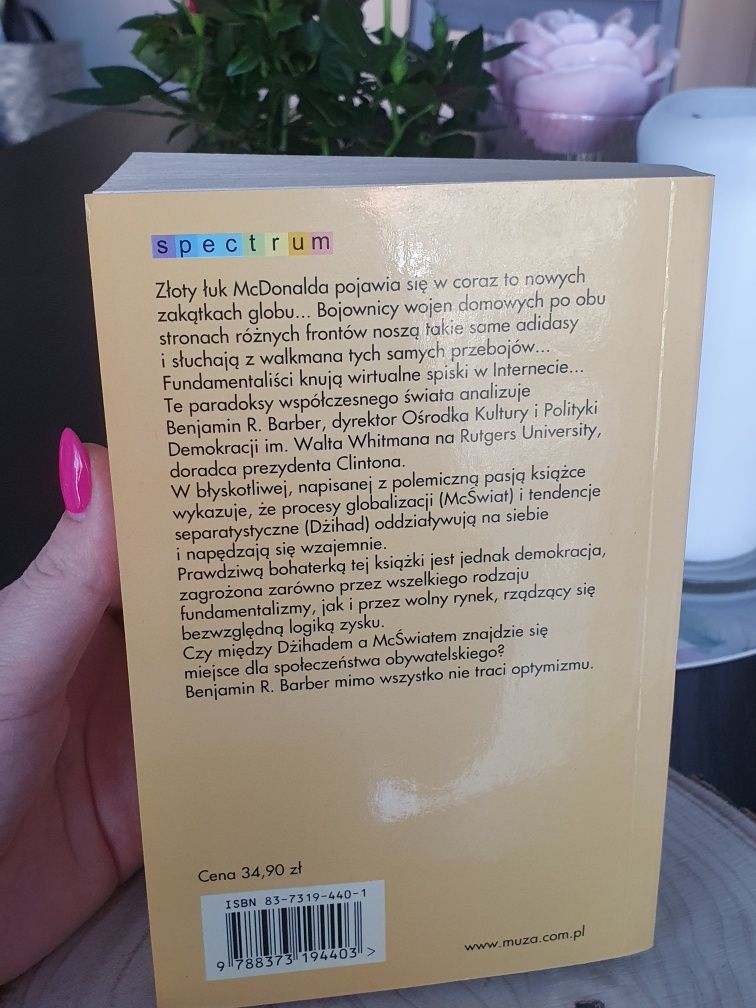 spectrum
Złoty łuk McDonalda pojawia się w coraz to nowych
zakątkach globu... Bojownicy wojen domowych po obu
stronach różnych frontów noszą takie same adidasy
i słuchają z walkmana tych samych przebojów...
Fundamentaliści knują wirtualne spiski w Internecie...
Te paradoksy współczesnego świata analizuje
Benjamin R. Barber, dyrektor Ośrodka Kultury i Polityki
Demokracji im. Walta Whitmana na Rutgers University,
doradca prezydenta Clintona.
W błyskotliwej, napisanej z polemiczną pasją książce
wykazuje, że procesy globalizacji (McŚwiat) i tendencje
separatystyczne (Dżihad) oddziaływują na siebie
i napędzają się wzajemnie.
Prawdziwą bohaterką tej książki jest jednak demokracja,
zagrożona zarówno przez wszelkiego rodzaju
fundamentalizmy, jak i przez wolny rynek, rządzący się
bezwzględną logiką zysku.
Czy między Dżihadem a McŚwiatem znajdzie się
miejsce dla społeczeństwa obywatelskiego?
Benjamin R. Barber mimo wszystko nie traci optymizmu.
Cena 34,90 zł
ISBN 83-7319-440-1
9 788373 194403 >
www.muza.com.pl